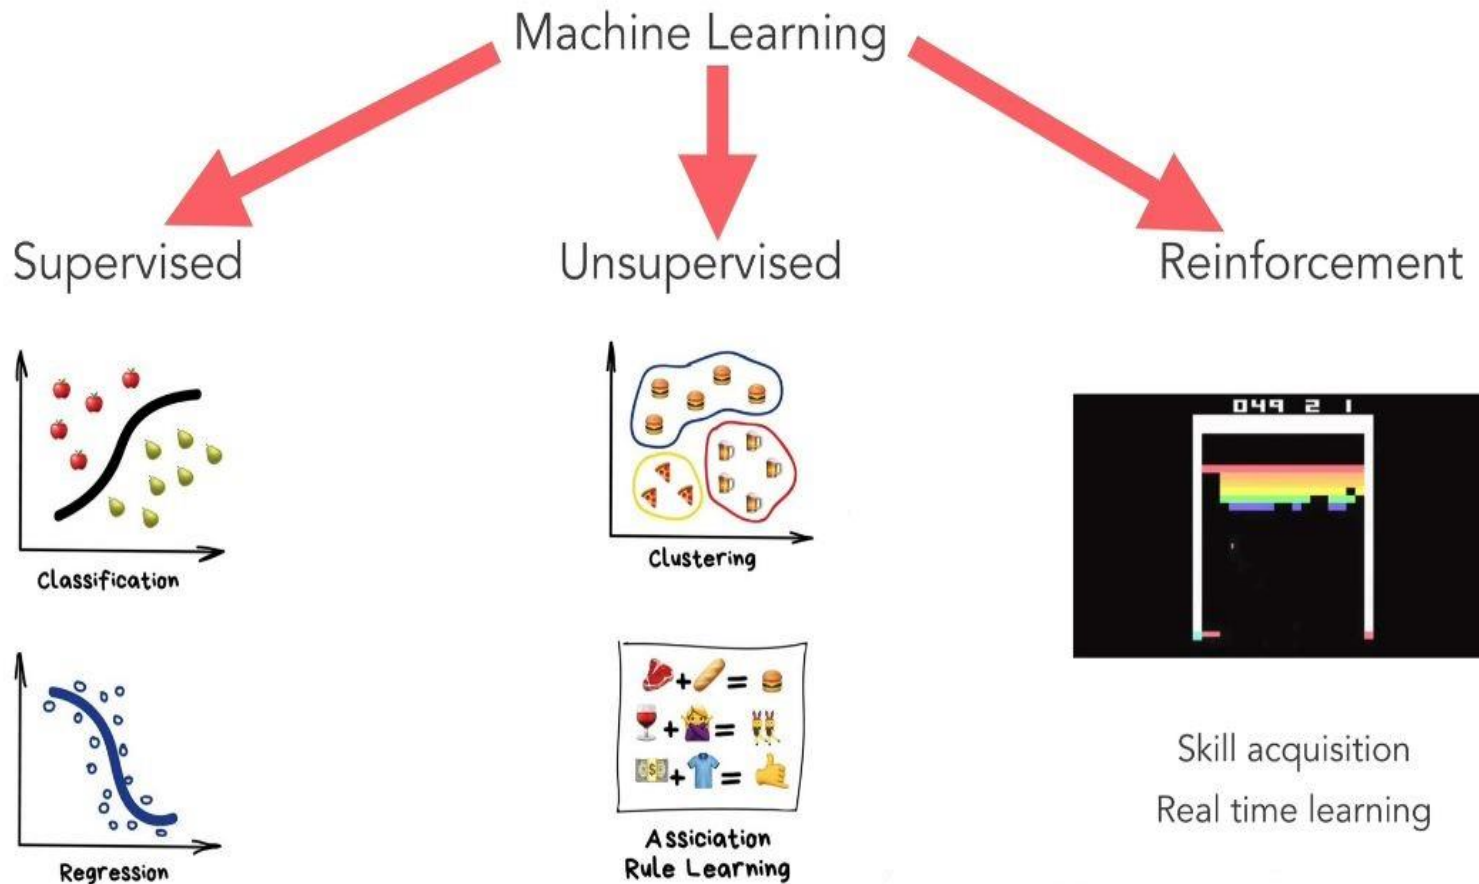 Machine Learning
Supervised
Unsupervised
Reinforcement
Classification
Regression
Clustering
Assiciation
Rule Learning
049 2 1
Skill acquisition
Real time learning